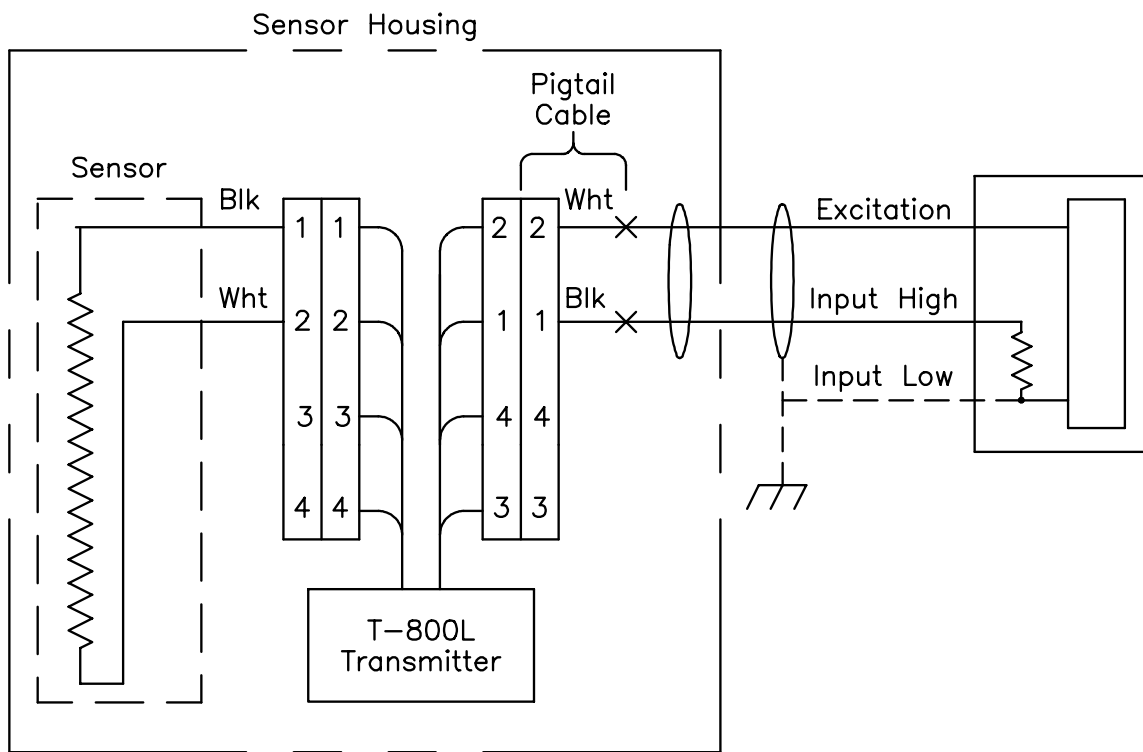 Sensor Housing
Pigtail
Cable
Sensor
Blk
Wht
Excitation
1 1
2 2
Wht
Blk
Input High
2 2
1 1
Input Low
3 3
4 4
4 4
3 3
T-800L
Transmitter